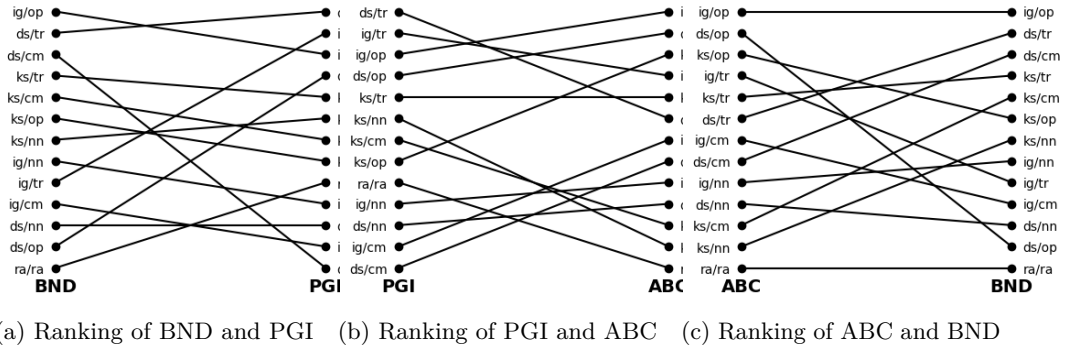 ig/op
ds/tr
ds/cm
ks/tr
ks/cm
ks/op
ks/nn
ig/nn
ig/tr
ig/cm
ds/nn
ds/op
ra/ra
BND PGI
ds/tr
ig/tr
ig/op
ds/op
ks/tr
ks/nn
ks/cm
ks/op
ra/ra
ig/nn
ds/nn
ig/cm
ds/cm
PGI ABC
ig/op
ds/op
ks/op
ig/tr
ks/tr
ds/tr
ig/cm
ds/cm
ig/nn
ds/nn
ks/cm
ks/nn
ra/ra
ABC BND
ig/op
ds/tr
ds/cm
ks/tr
ks/cm
ks/op
ks/nn
ig/nn
ig/tr
ig/cm
ds/nn
ds/op
ra/ra
(a) Ranking of BND and PGI (b) Ranking of PGI and ABC (c) Ranking of ABC and BND